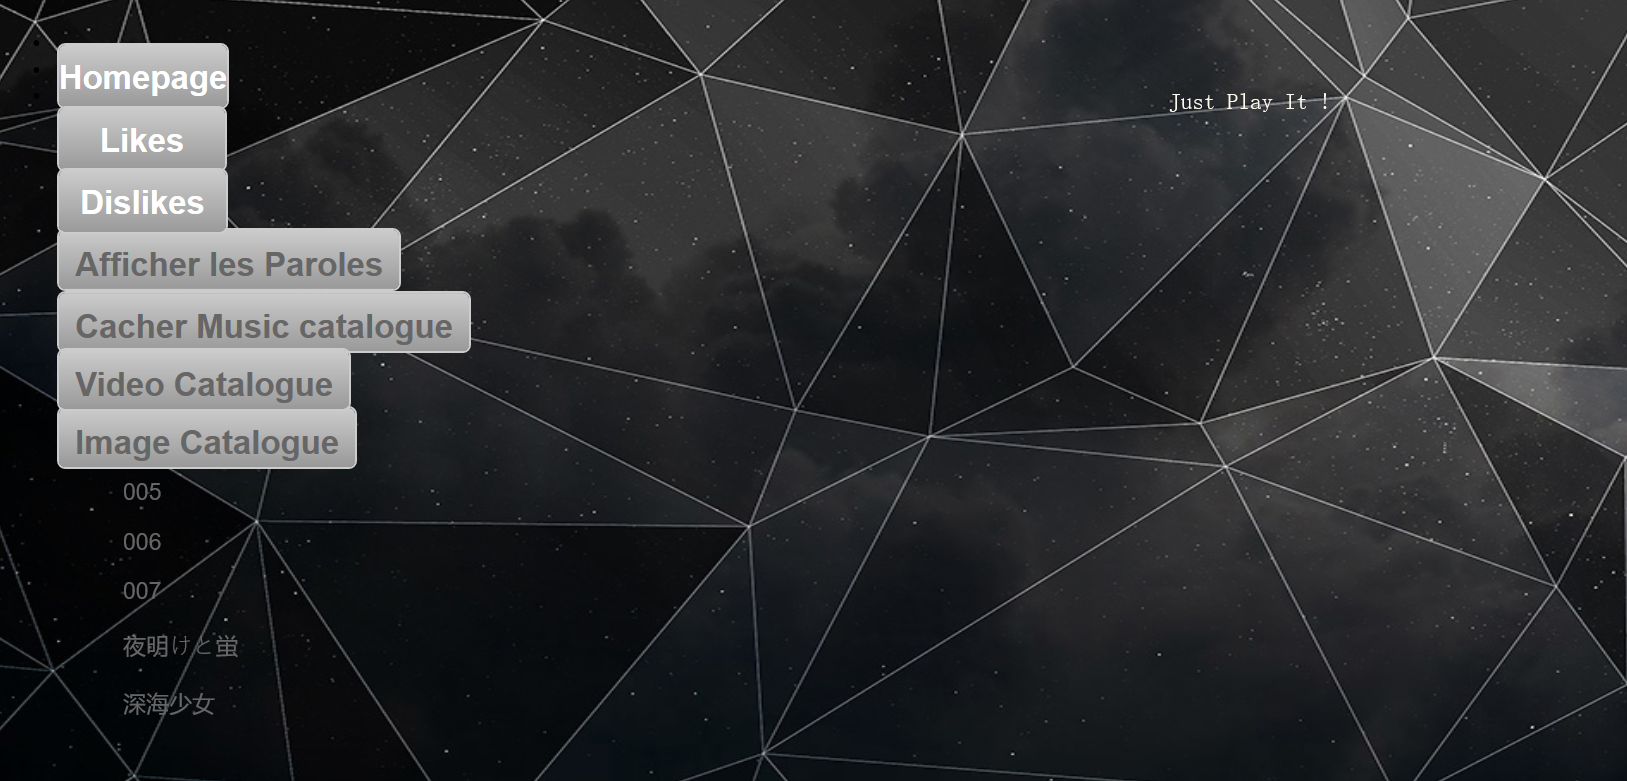 Homepage
Just Play It !
Likes
Dislikes
Afficher les Paroles
Cacher Music catalogue
Video Catalogue
Image Catalogue
005
006
007
夜明けと蛍
深海少女